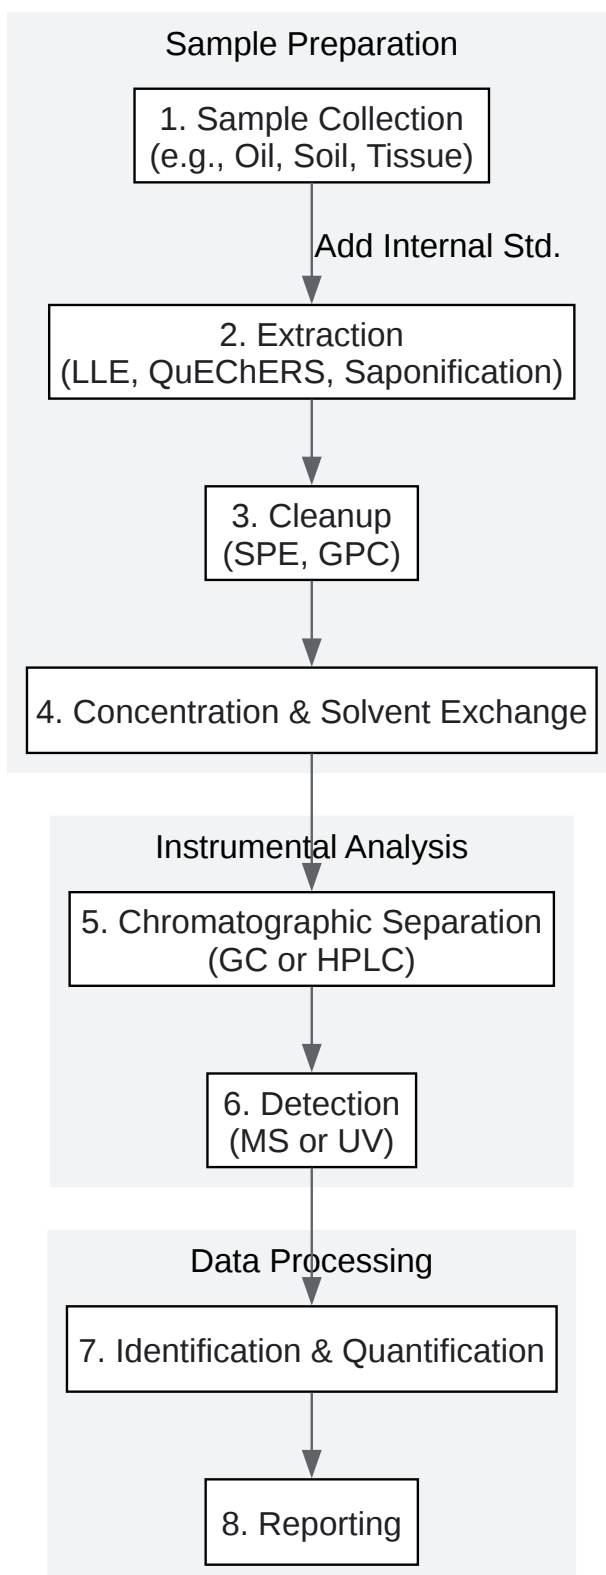 Sample Preparation
1. Sample Collection
(e.g., Oil, Soil, Tissue)
Add Internal Std.
2. Extraction
(LLE, QuEChERS, Saponification)
3. Cleanup
(SPE, GPC)
4. Concentration & Solvent Exchange
Instrumental Analysis
5. Chromatographic Separation
(GC or HPLC)
6. Detection
(MS or UV)
Data Processing
7. Identification & Quantification
8. Reporting